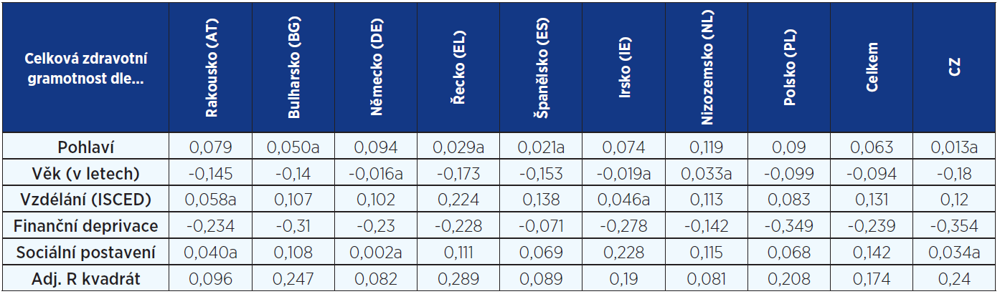 Celková zdravotní gramotnost dle... Rakousko (AT) Bulharsko (BG) Německo (DE) Řecko (EL) Španělsko (ES) Irsko (IE) Nizozemsko (NL) Polsko (PL) Celkem CZ
Pohlaví 0,079 0,050a 0,094 0,029a 0,021a 0,074 0,119 0,09 0,063 0,013a
Věk (v letech) -0,145 -0,14 -0,016a -0,173 -0,153 -0,019a 0,033a -0,099 -0,094 -0,18
Vzdělání (ISCED) 0,058a 0,107 0,102 0,224 0,138 0,046a 0,113 0,083 0,131 0,12
Finanční deprivace -0,234 -0,31 -0,23 -0,228 -0,071 -0,278 -0,142 -0,349 -0,239 -0,354
Sociální postavení 0,040a 0,108 0,002a 0,111 0,069 0,228 0,115 0,068 0,142 0,034a
Adj. R kvadrát 0,096 0,247 0,082 0,289 0,089 0,19 0,081 0,208 0,174 0,24